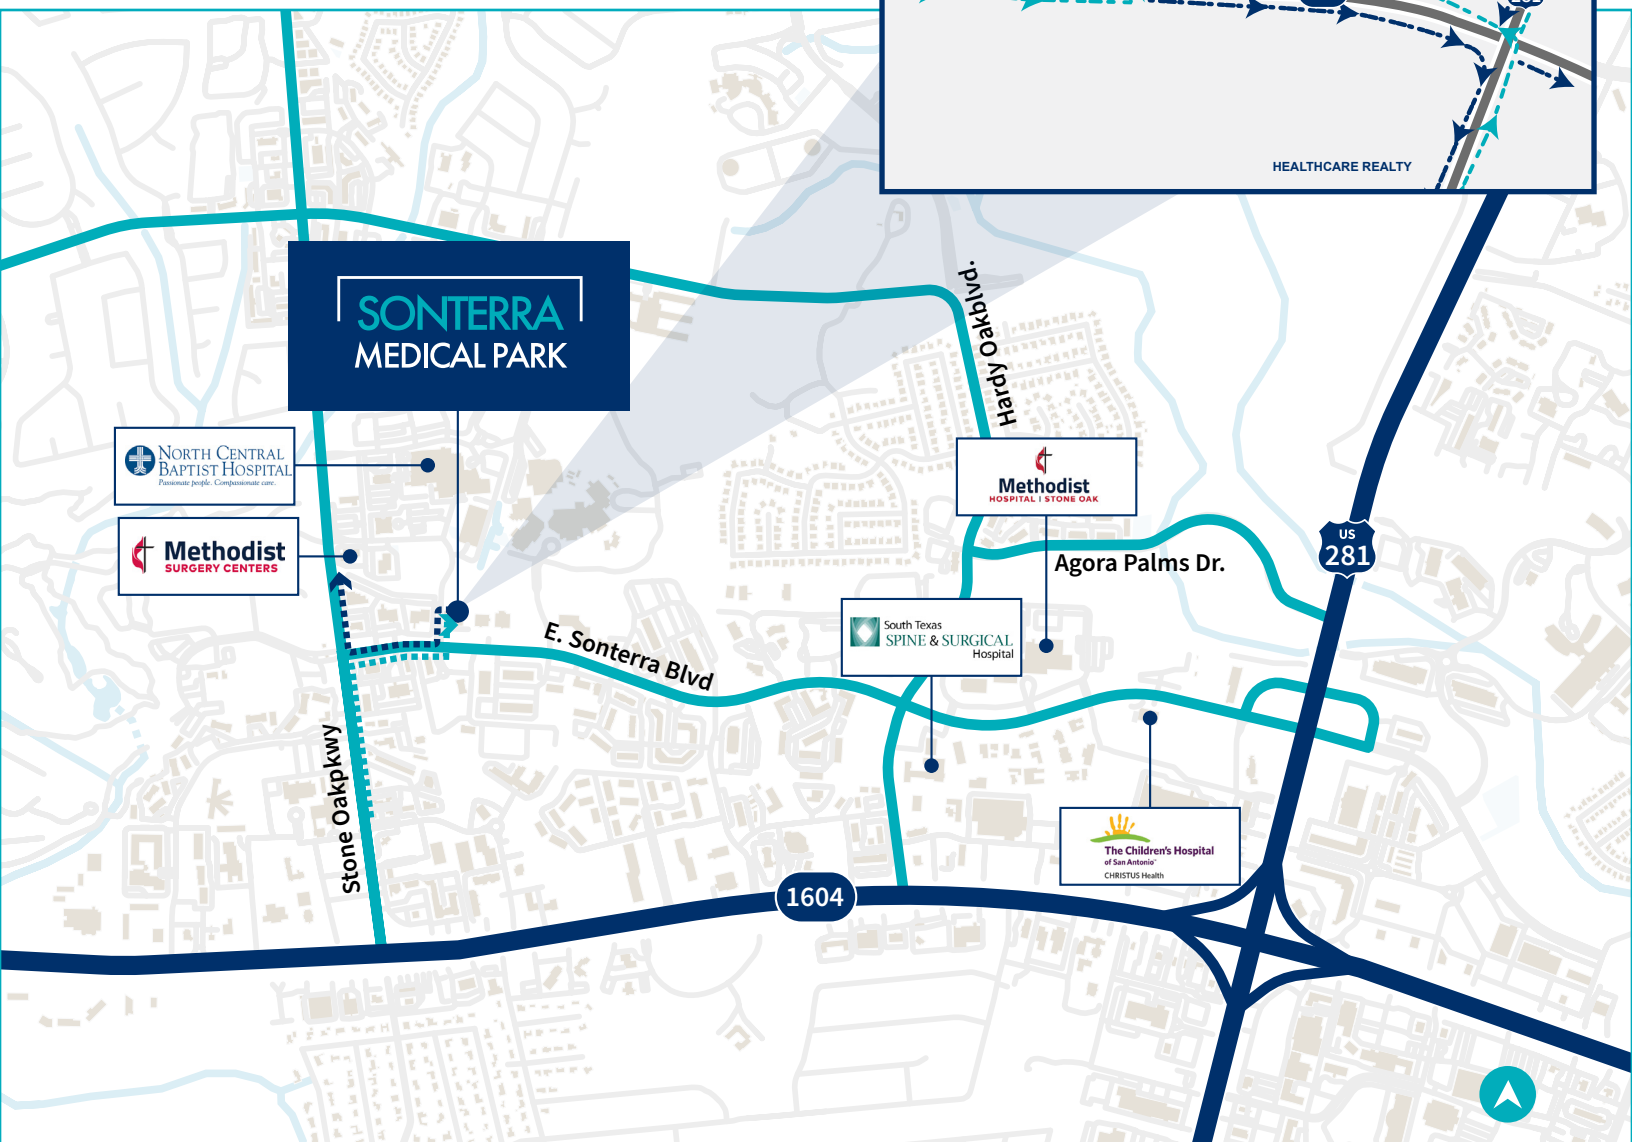 HEALTHCARE REALTY
SONTERRA
MEDICAL PARK
Hardy Oakblvd.
NORTH CENTRAL
BAPTIST HOSPITAL
Passionate people. Compassionate care.
Methodist
HOSPITAL | STONE OAK
Methodist
SURGERY CENTERS
US
281
Agora Palms Dr.
South Texas
SPINE & SURGICAL
Hospital
E. Sonterra Blvd
Stone Oakpkwy
The Children's Hospital
of San Antonio
CHRISTUS Health
1604